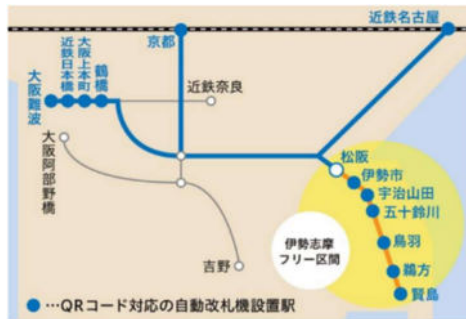 近鉄名古屋
京都
大阪難波
近鉄日本橋
大阪上本町
鶴橋
近鉄奈良
大阪阿部野橋
松阪
伊勢市
宇治山田
五十鈴川
伊勢志摩
フリー区間
鳥羽
吉野
鵜方
賢島
●…QRコード対応の自動改札機設置駅